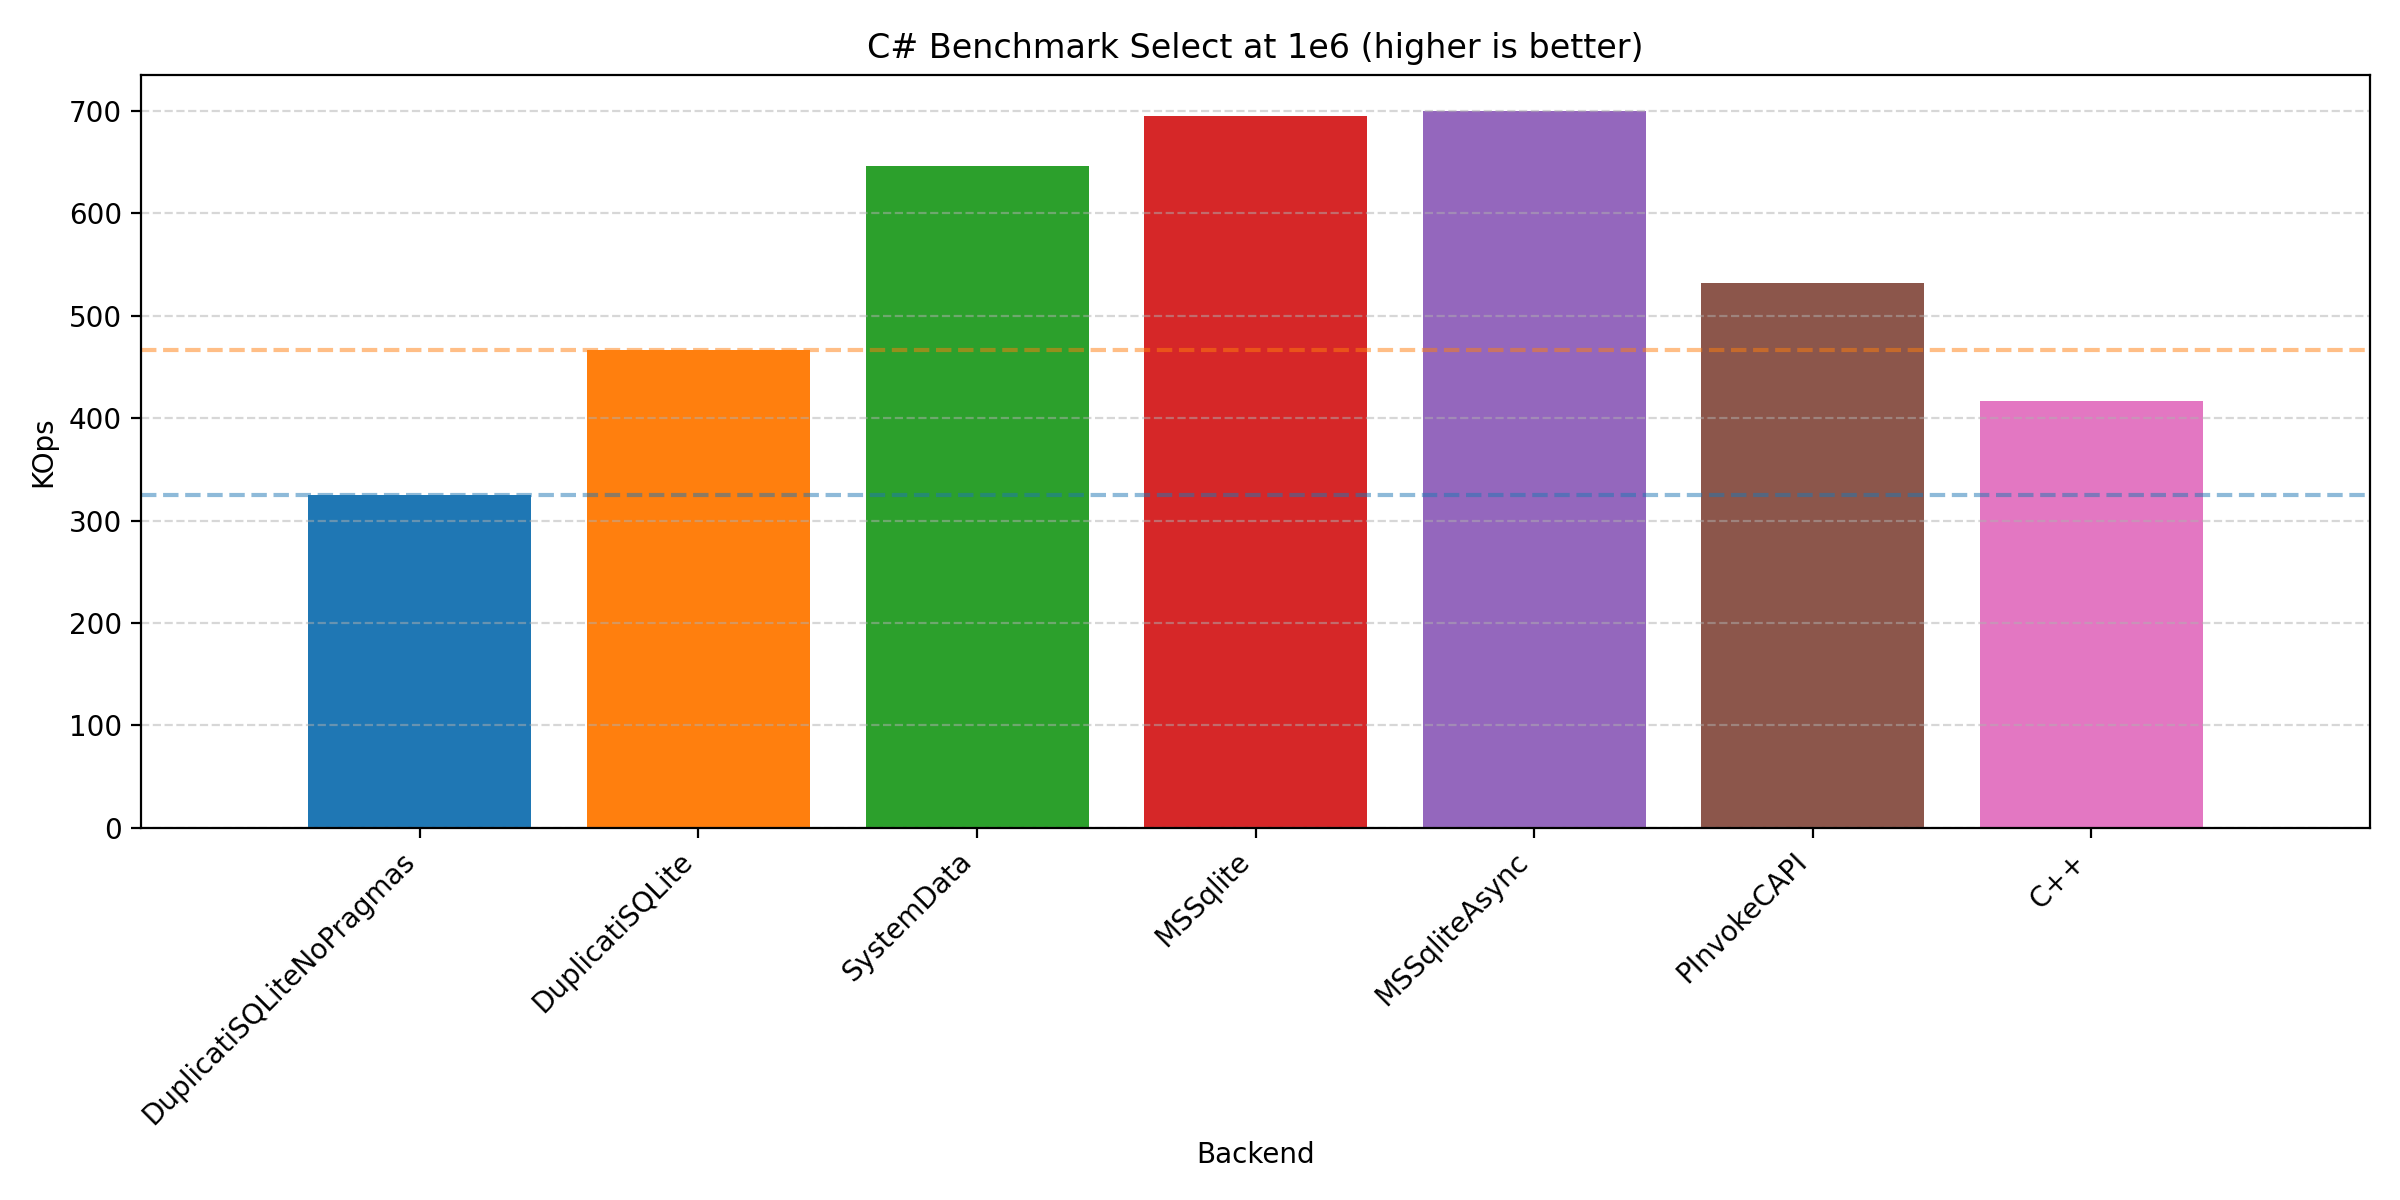 C# Benchmark Select at 1e6 (higher is better)
700
600
500
400
300
200
100
0
KOps
DuplicatiSQLiteNoPragmas
DuplicatiSQLite
SystemData
MSSqlite
MSSqliteAsync
PInvokeCAPI
C++
Backend